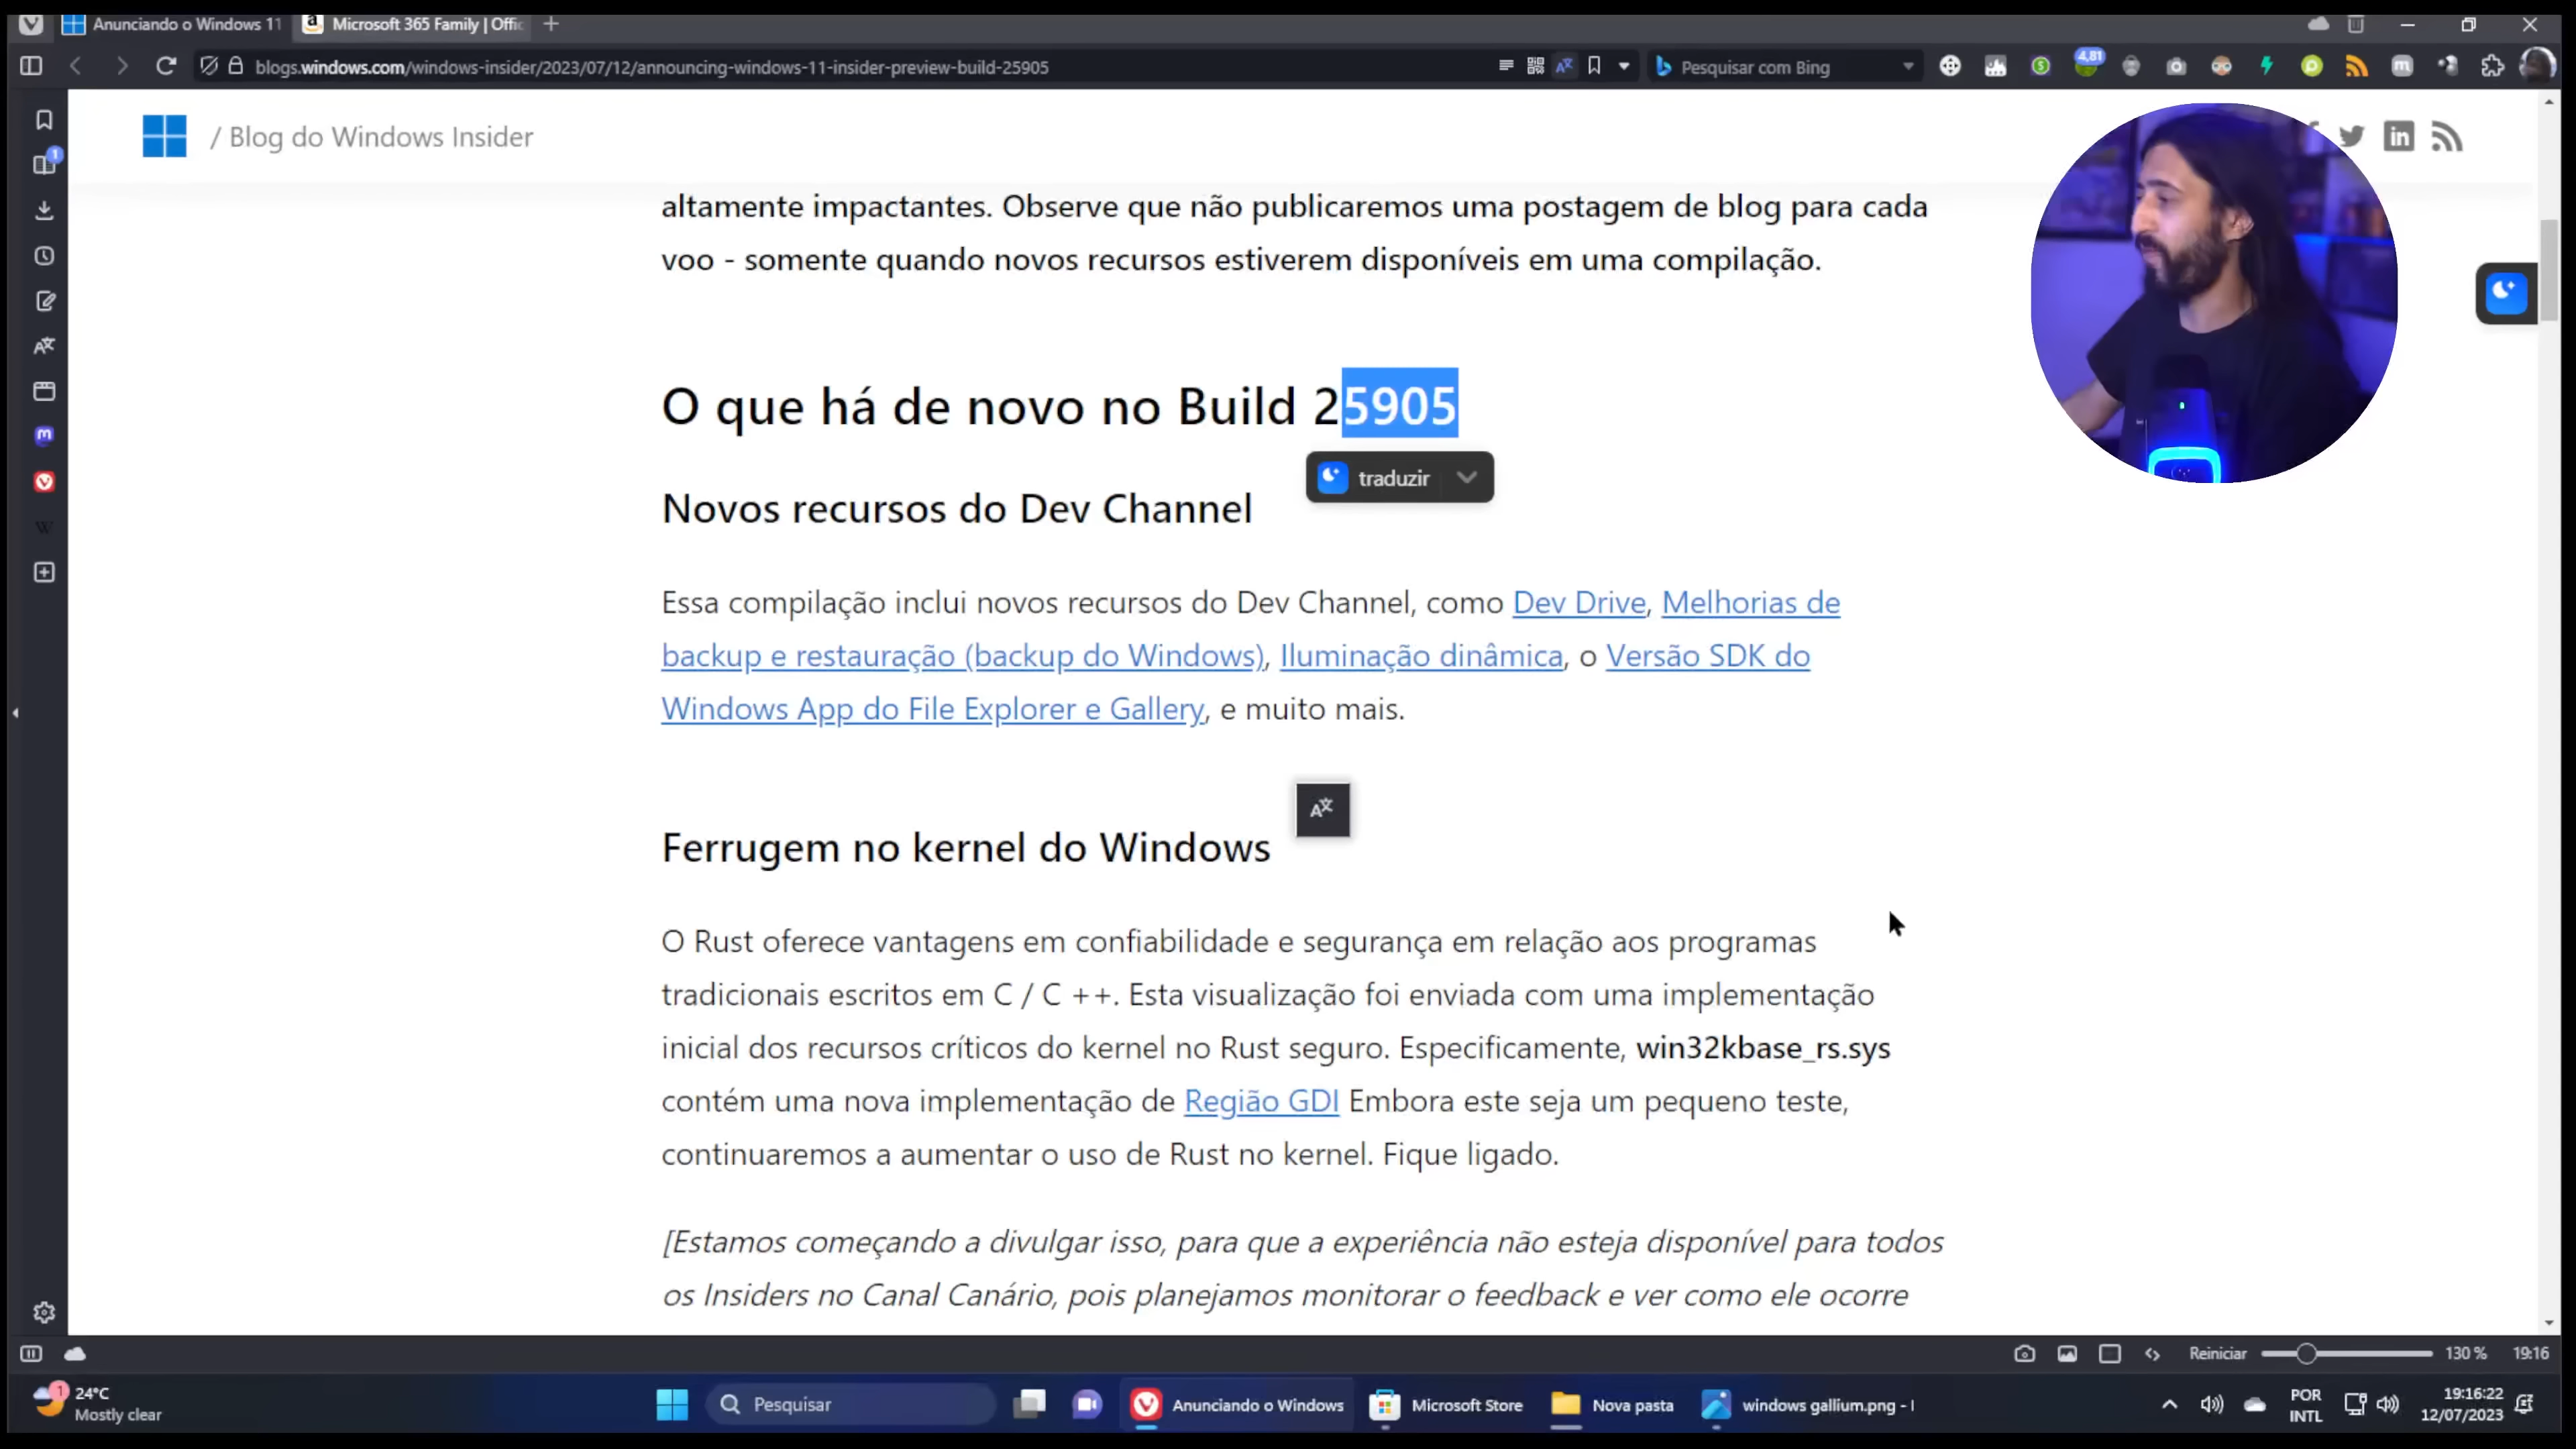 Anunciando o Windows 11
Microsoft 365 Family | Offic
blogs.windows.com/windows-insider/2023/07/12/announcing-windows-11-insider-preview-build-25905
Pesquisar com Bing
4,81
/ Blog do Windows Insider
1
altamente impactantes. Observe que não publicaremos uma postagem de blog para cada
voo - somente quando novos recursos estiverem disponíveis em uma compilação.
O que há de novo no Build 25905
traduzir
Novos recursos do Dev Channel
Essa compilação inclui novos recursos do Dev Channel, como Dev Drive, Melhorias de
backup e restauração (backup do Windows), Iluminação dinâmica, o Versão SDK do
Windows App do File Explorer e Gallery, e muito mais.
Ferrugem no kernel do Windows
O Rust oferece vantagens em confiabilidade e segurança em relação aos programas
tradicionais escritos em C / C ++. Esta visualização foi enviada com uma implementação
inicial dos recursos críticos do kernel no Rust seguro. Especificamente, win32kbase_rs.sys
contém uma nova implementação de Região GDI Embora este seja um pequeno teste,
continuaremos a aumentar o uso de Rust no kernel. Fique ligado.
[Estamos começando a divulgar isso, para que a experiência não esteja disponível para todos
os Insiders no Canal Canário, pois planejamos monitorar o feedback e ver como ele ocorre
Reiniciar
130 %
19:16
1
24°C
Mostly clear
Pesquisar
Anunciando o Windows
Microsoft Store
Nova pasta
windows gallium.png - I
POR
INTL
19:16:22
12/07/2023